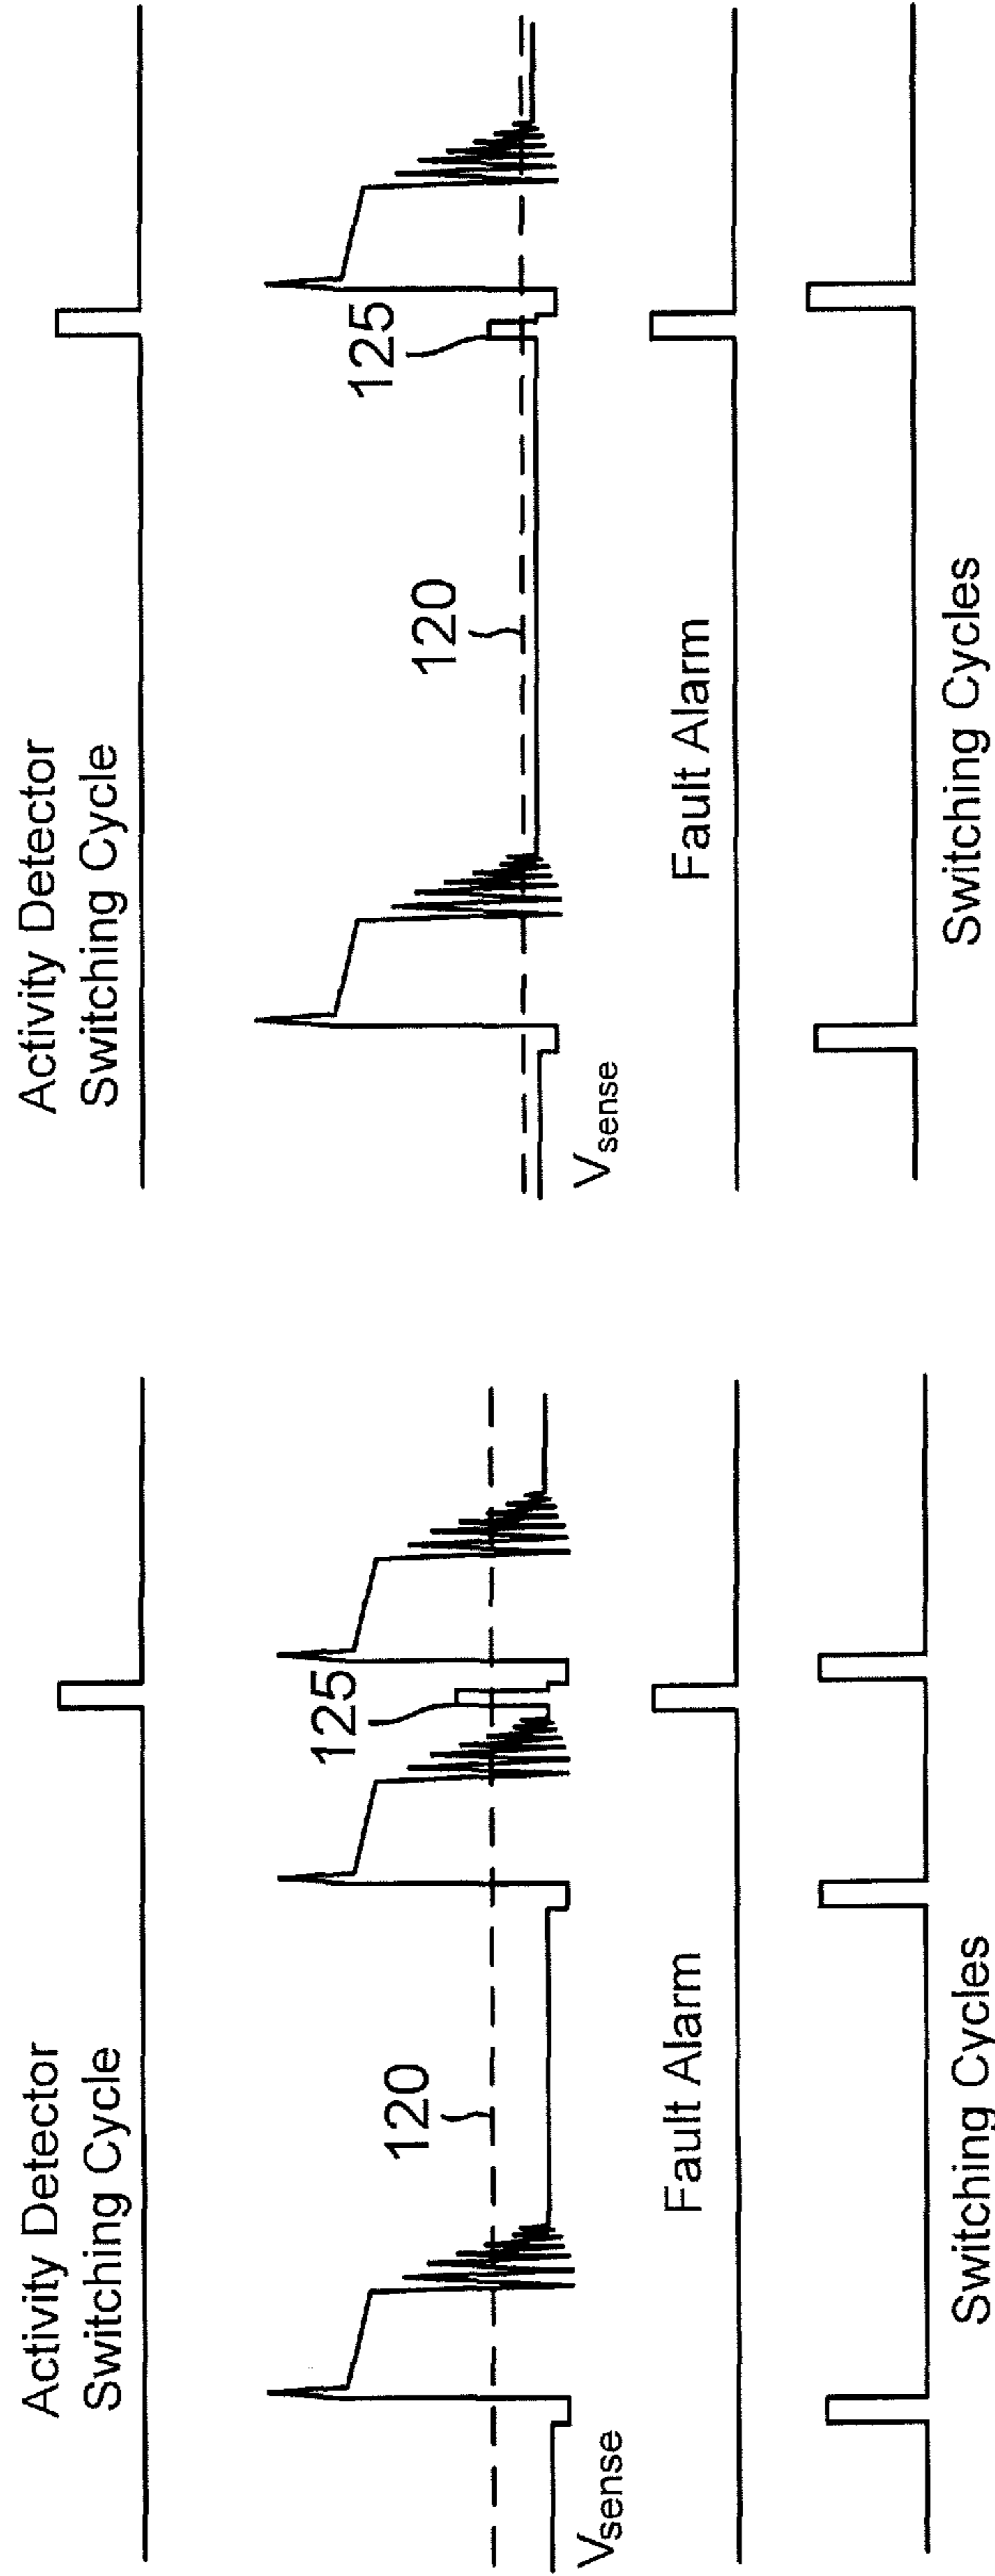 Activity Detector
Switching Cycle
120
125
Vsense
Fault Alarm
Switching Cycles
Activity Detector
Switching Cycle
120
125
Vsense
Fault Alarm
Switching Cycles